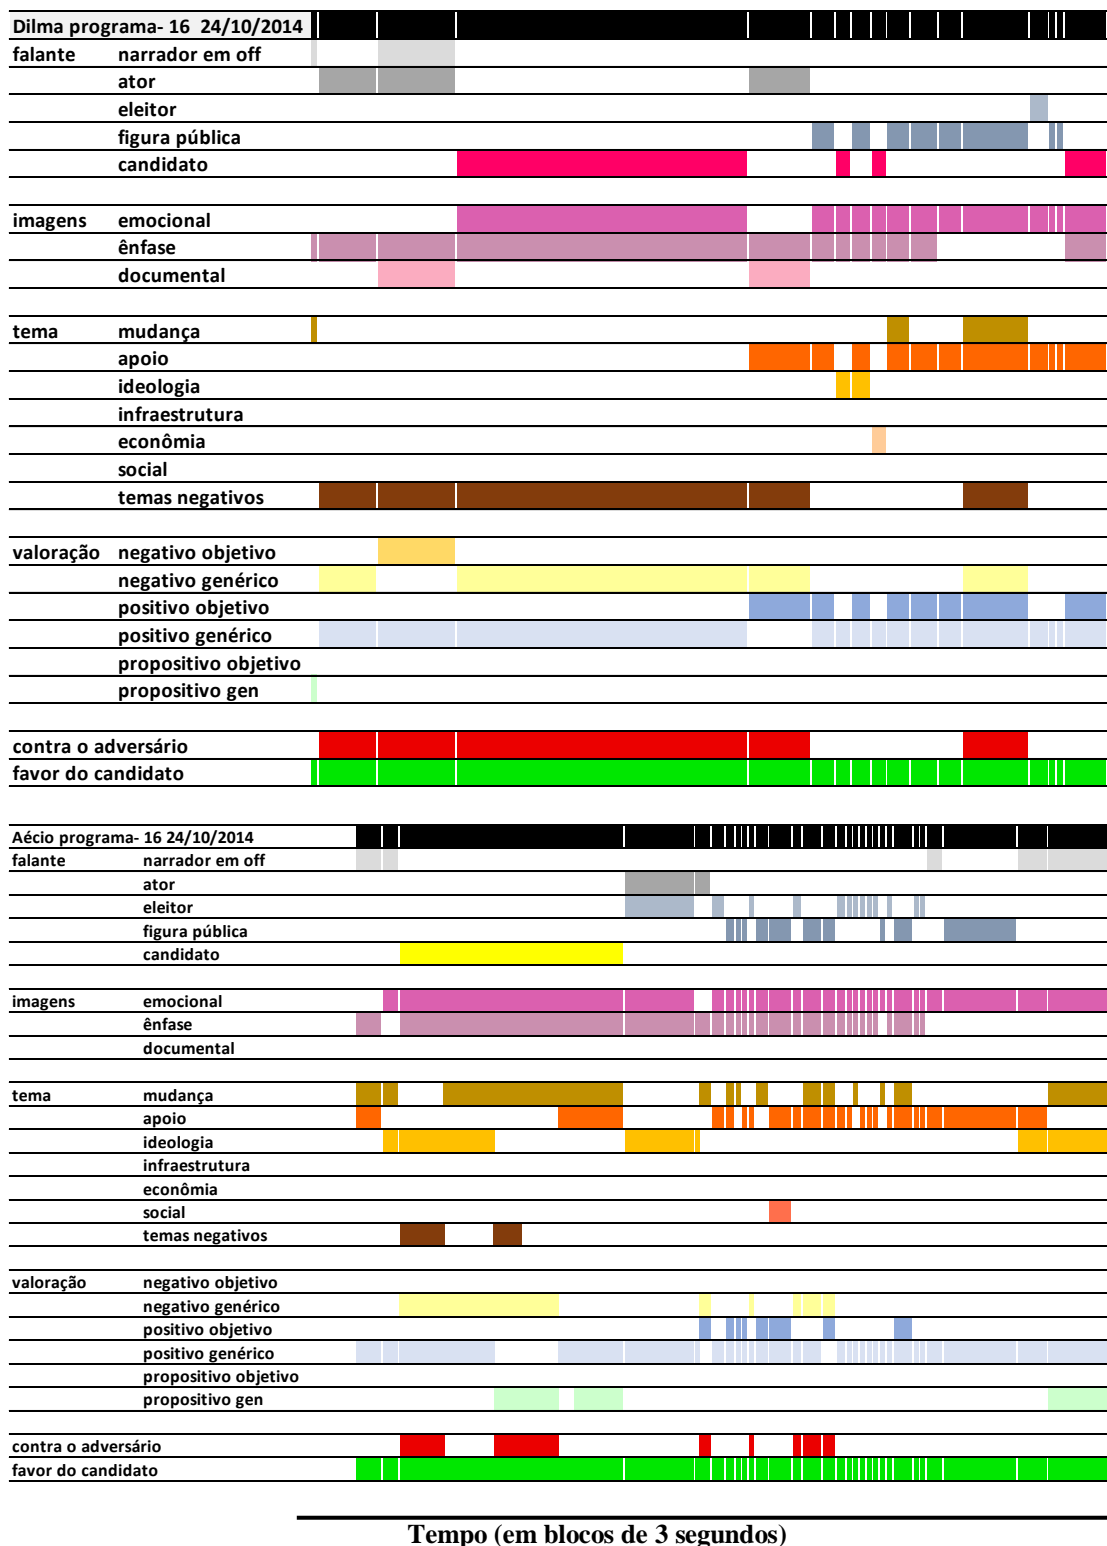 Dilma programa- 16 24/10/2014
falante narrador em off
ator
eleitor
figura pública
candidato
imagens emocional
ênfase
documental
tema mudança
apoio
ideologia
infraestrutura
econômia
social
temas negativos
valoração negativo objetivo
negativo genérico
positivo objetivo
positivo genérico
propositivo objetivo
propositivo gen
contra o adversário
favor do candidato
Aécio programa- 16 24/10/2014
falante narrador em off
ator
eleitor
figura pública
candidato
imagens emocional
ênfase
documental
tema mudança
apoio
ideologia
infraestrutura
econômia
social
temas negativos
valoração negativo objetivo
negativo genérico
positivo objetivo
positivo genérico
propositivo objetivo
propositivo gen
contra o adversário
favor do candidato
Tempo (em blocos de 3 segundos)